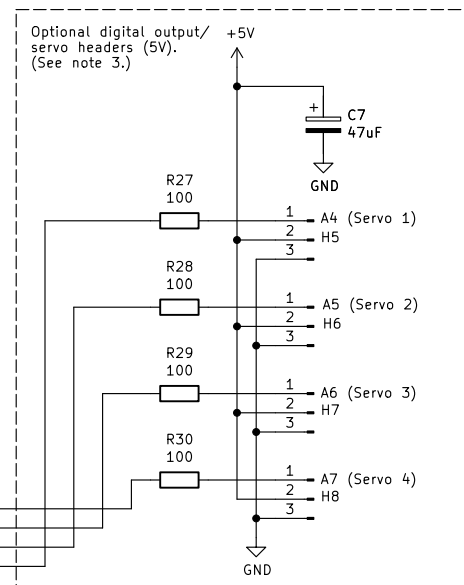 Optional digital output/
servo headers (5V).
(See note 3.)
+5V
+
C7
47uF
GND
R27
100
1
A4 (Servo 1)
2
H5
3
R28
100
1
A5 (Servo 2)
2
H6
3
R29
100
1
A6 (Servo 3)
2
H7
3
R30
100
1
A7 (Servo 4)
2
H8
3
GND